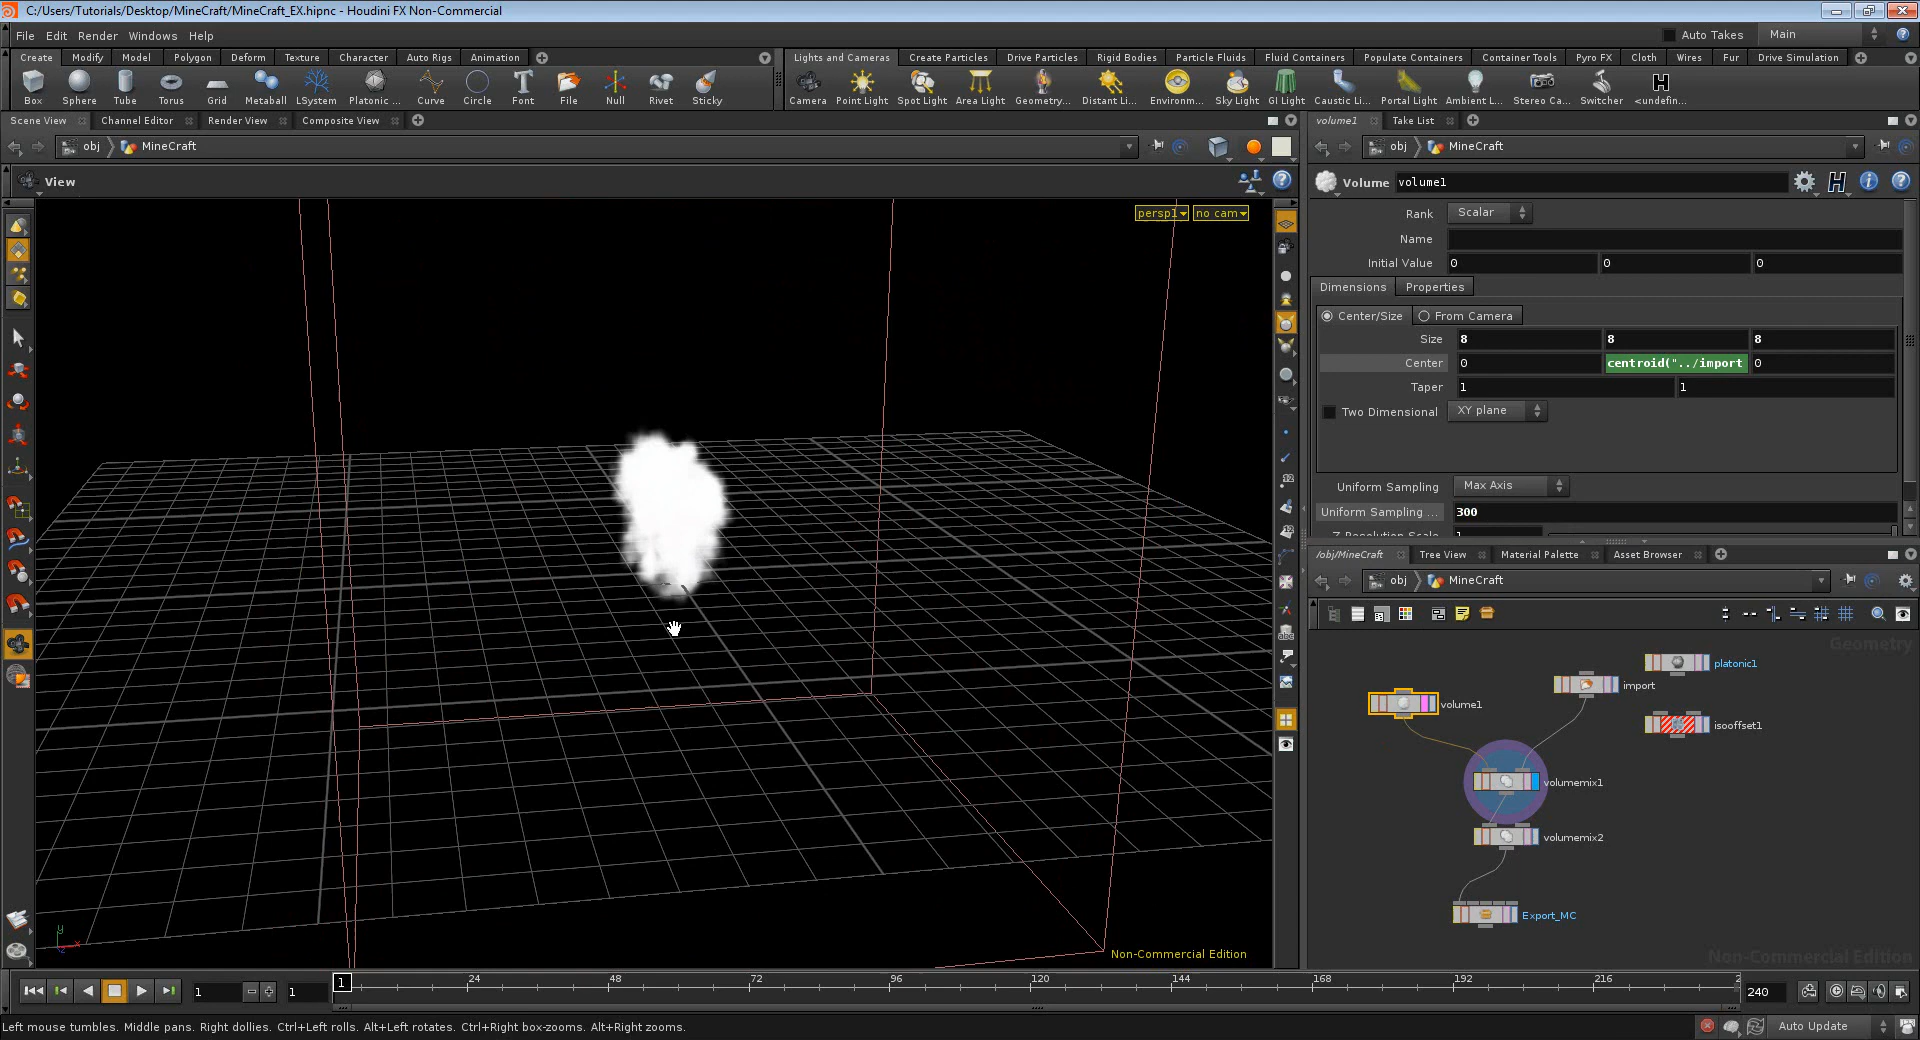 C:/Users/Tutorials/Desktop/MineCraft/MineCraft_EX.hipnc - Houdini FX Non-Commercial
File Edit Render Windows Help
Auto Takes Main
Create Modify Model Polygon Deform Texture Character Auto Rigs Animation
Lights and Cameras Create Particles Drive Particles Rigid Bodies Particle Fluids Fluid Containers Populate Containers Container Tools Pyro FX Cloth Wires Fur Drive Simulation
Box Sphere Tube Torus Grid Metaball LSystem Platonic ... Curve Circle Font File Null Rivet Sticky
Camera Point Light Spot Light Area Light Geometry... Distant Li... Environm... Sky Light GI Light Caustic Li... Portal Light Ambient L... Stereo Ca... Switcher <undefin...
Scene View Channel Editor Render View Composite View
volume1 Take List
obj MineCraft
obj MineCraft
View
Volume volume1
persp1 no cam
Rank Scalar
Name
Initial Value 0 0 0
Dimensions Properties
Center/Size From Camera
Size 8 8 8
Center 0 centroid("../import 0
Taper 1 1
Two Dimensional XY plane
Uniform Sampling Max Axis
Uniform Sampling ... 300
Z Resolution Scale 1
/obj/MineCraft Tree View Material Palette Asset Browser
obj MineCraft
Geometry
platonic1
import
volume1
isooffset1
volumemix1
volumemix2
Export_MC
Non-Commercial Edition
Non-Commercial Edition
1 1 1 24 48 72 96 120 144 168 192 216 2 240
Left mouse tumbles. Middle pans. Right dollies. Ctrl+Left rolls. Alt+Left rotates. Ctrl+Right box-zooms. Alt+Right zooms.
Auto Update